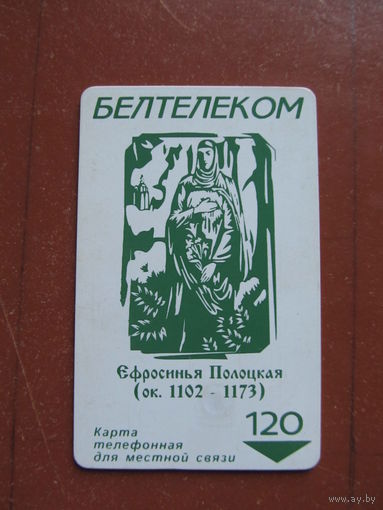 БЕЛТЕЛЕКОМ
Ефросинья Полоцкая
(ок. 1102 - 1173)
Карта
телефонная
для местной связи
120
www.ay.by